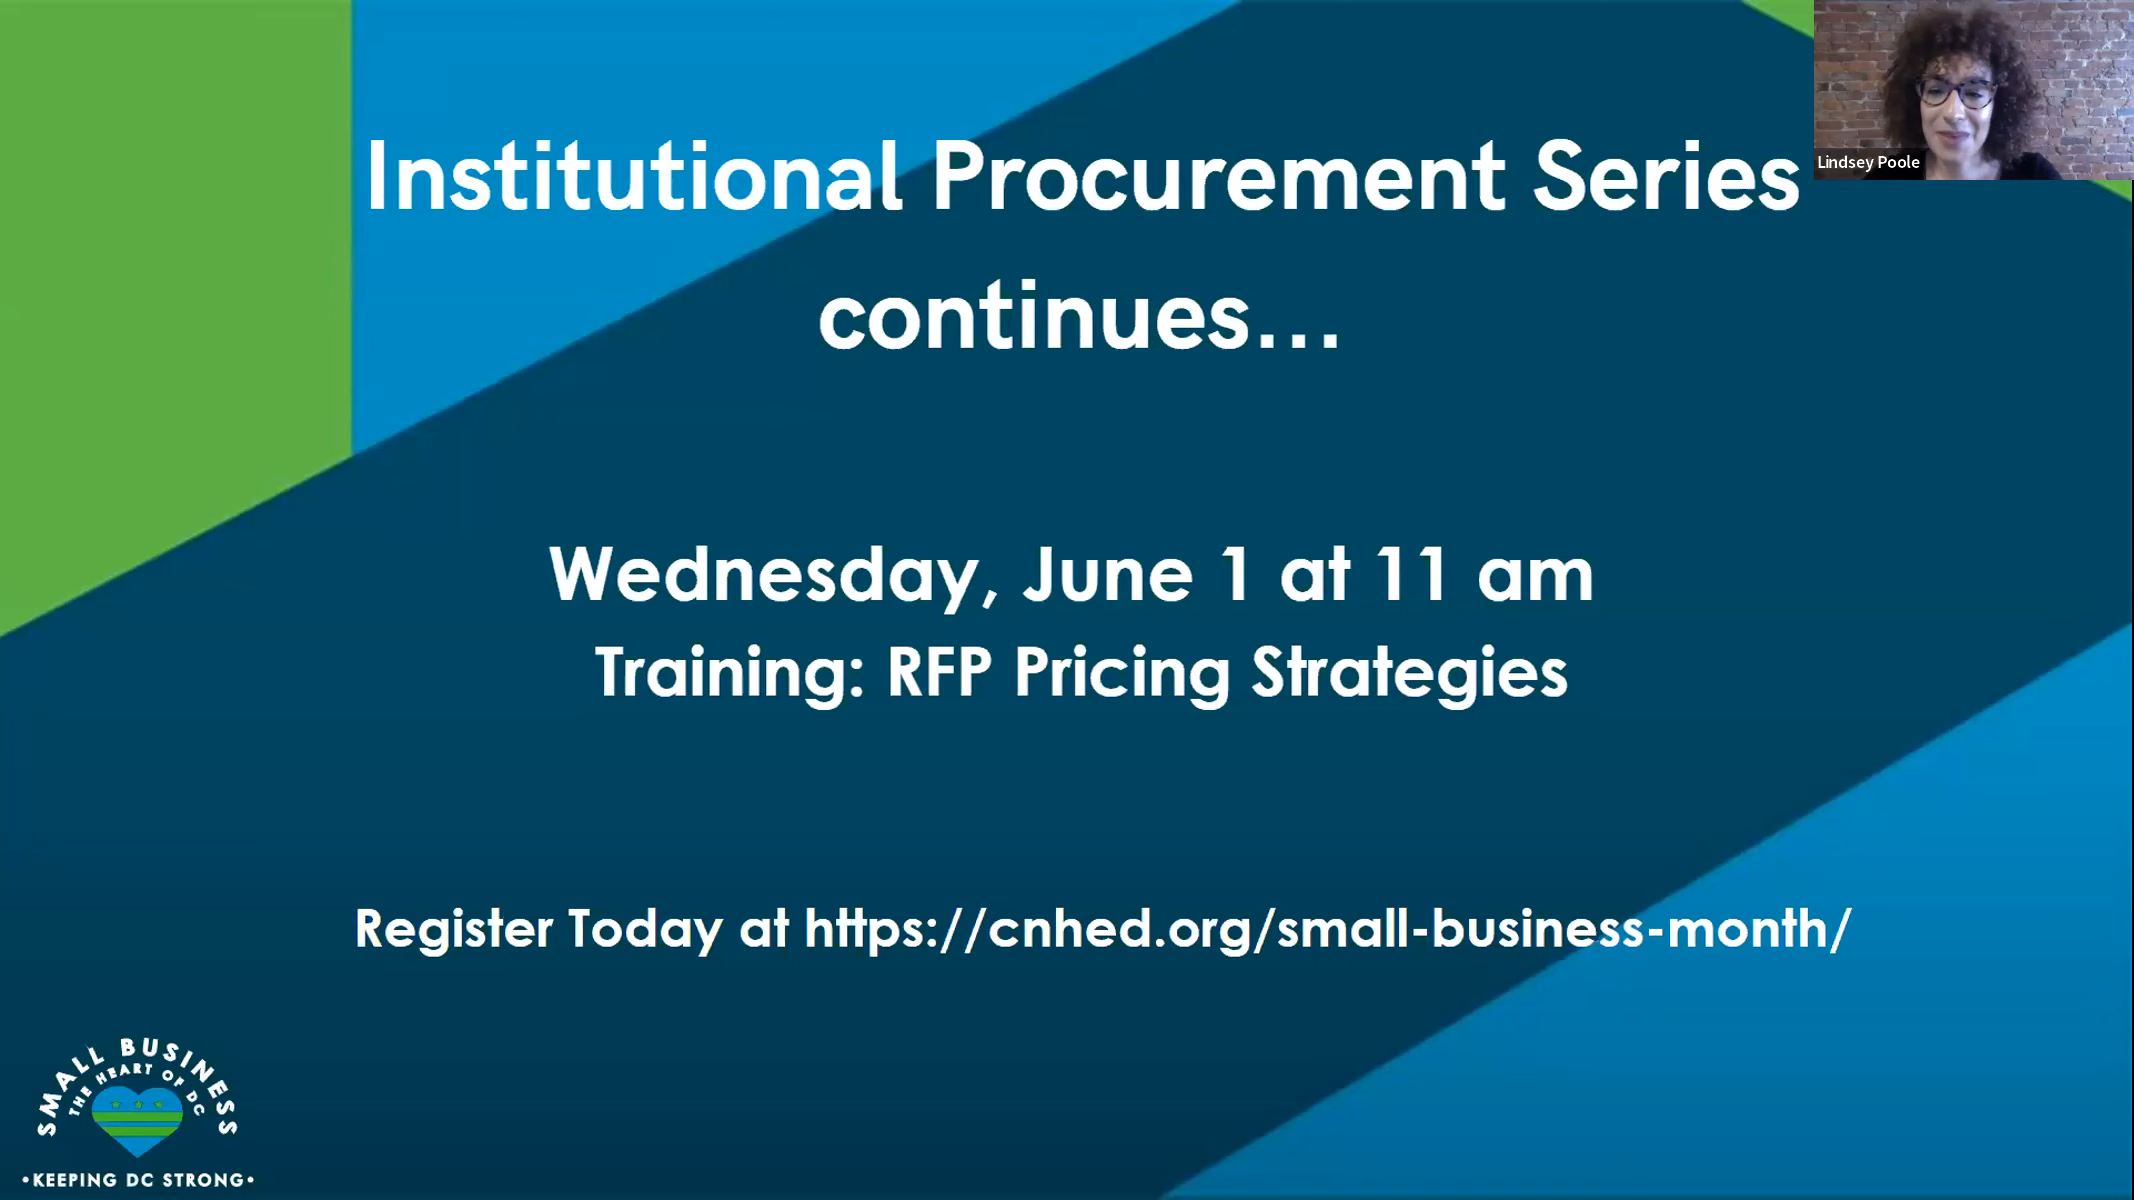 Institutional Procurement Series
continues...
Lindsey Poole
Wednesday, June 1 at 11 am
Training: RFP Pricing Strategies
Register Today at https://cnhed.org/small-business-month/
SMALL BUSINESS
THE HEART OF DC
•KEEPING DC STRONG•